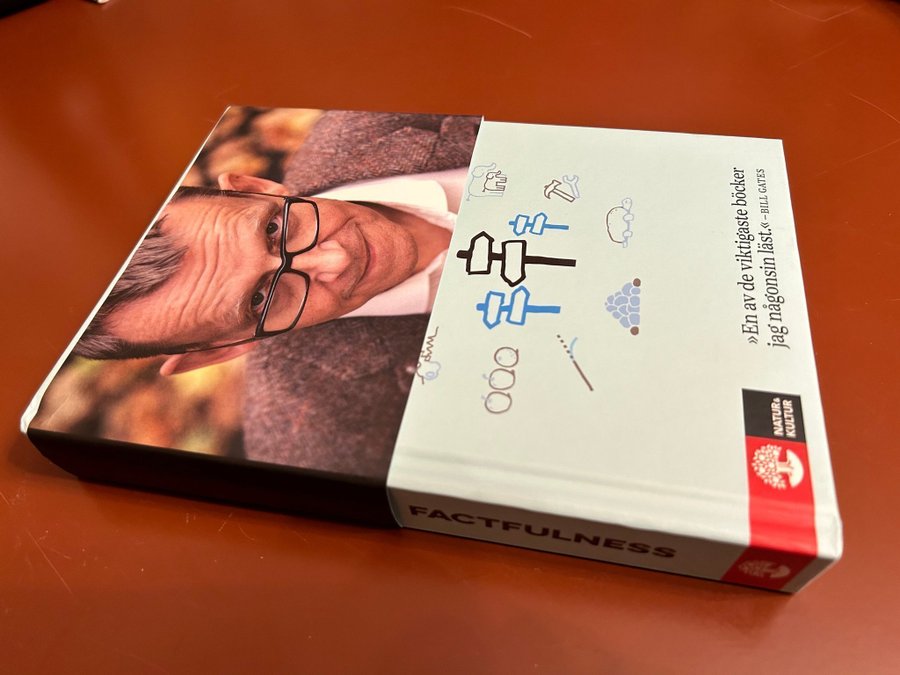 »En av de viktigaste böcker
jag någonsin läst.« – BILL GATES
NATUR&
KULTUR
FACTFULNESS